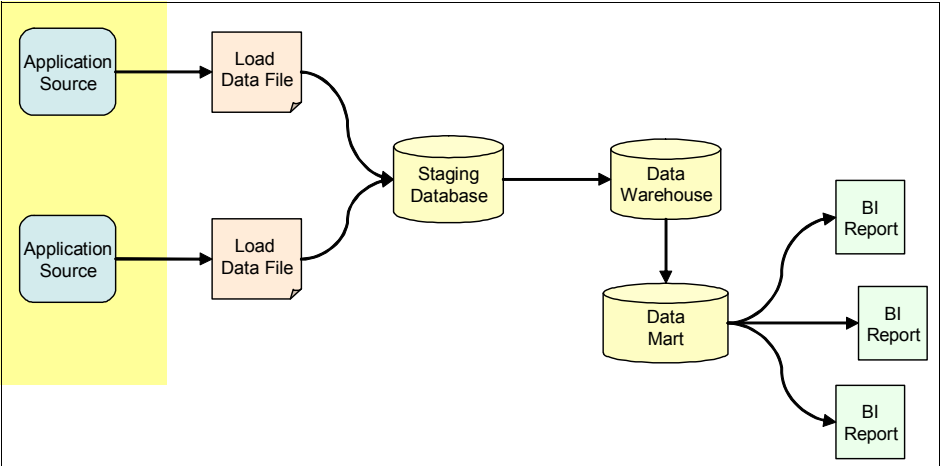 Application
Source
Load
Data File
Staging
Database
Data
Warehouse
BI
Report
Application
Source
Load
Data File
Data
Mart
BI
Report
BI
Report